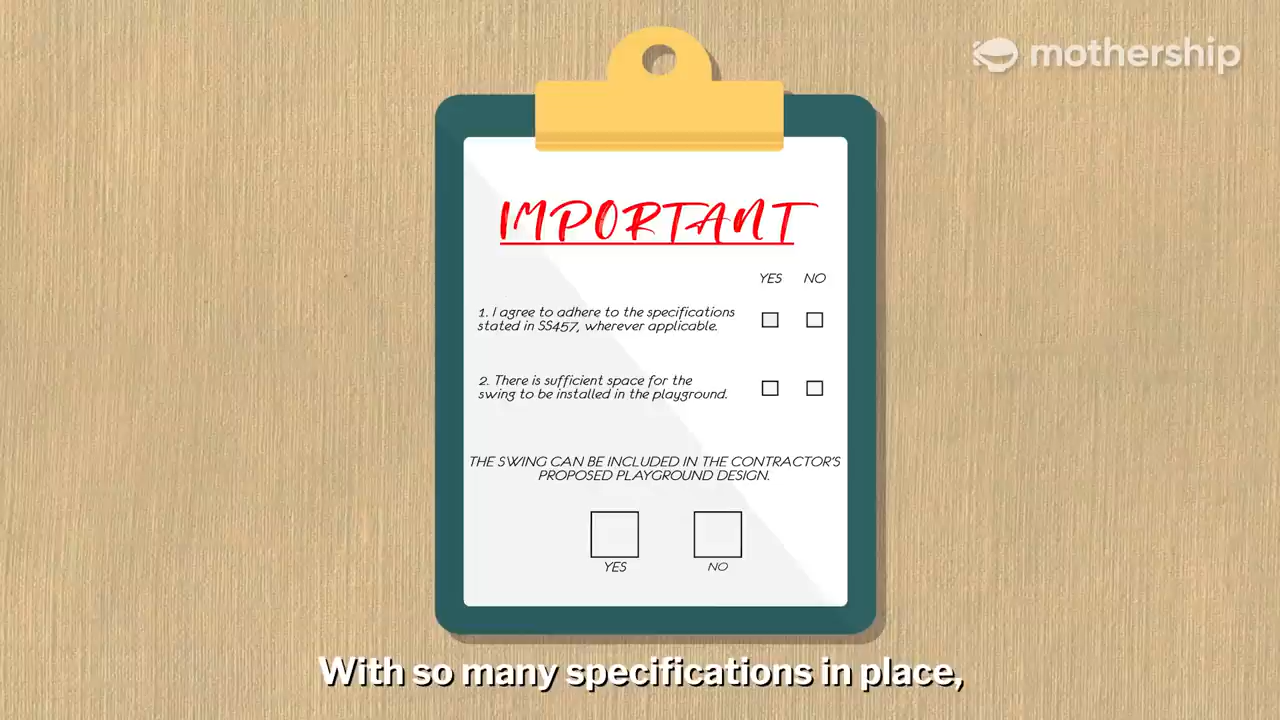 mothership
IMPORTANT
YES NO
1. I agree to adhere to the specifications
stated in SS457, wherever applicable.
2. There is sufficient space for the
swing to be installed in the playground.
THE SWING CAN BE INCLUDED IN THE CONTRACTOR'S
PROPOSED PLAYGROUND DESIGN.
YES NO
With so many specifications in place,